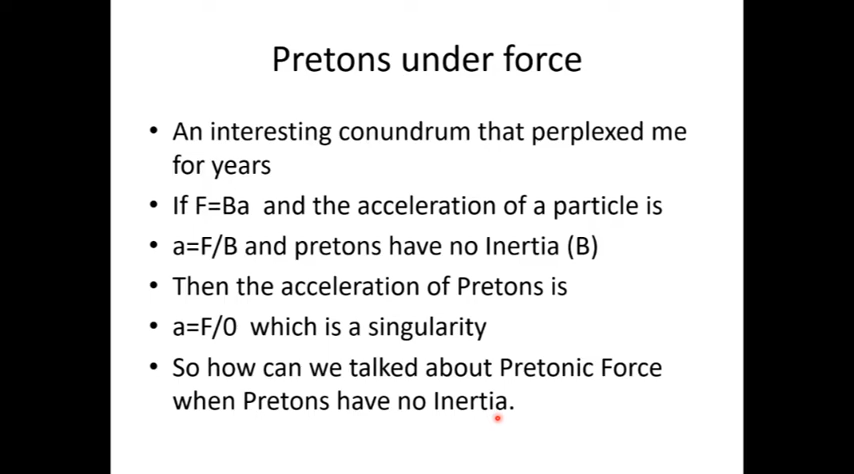 Pretons under force
• An interesting conundrum that perplexed me
for years
• If F=Ba and the acceleration of a particle is
• a=F/B and pretons have no Inertia (B)
• Then the acceleration of Pretons is
• a=F/0 which is a singularity
• So how can we talked about Pretonic Force
when Pretons have no Inertia.